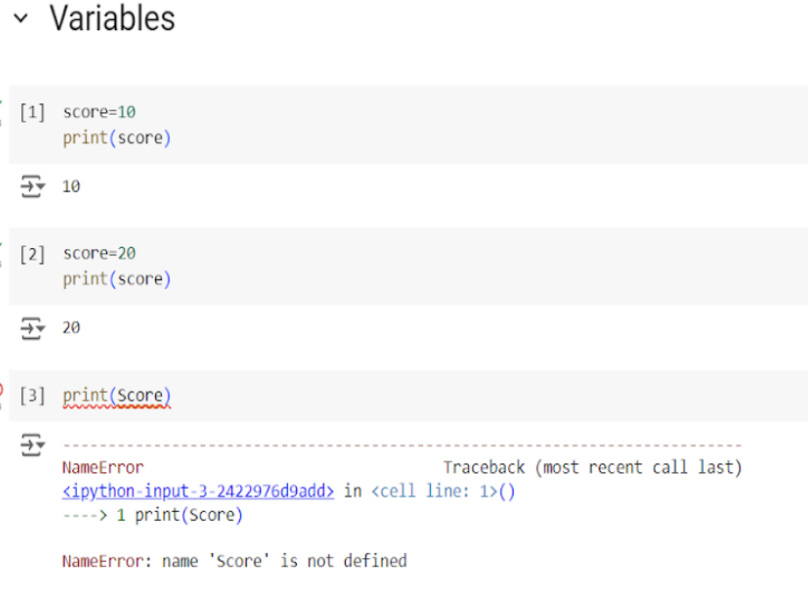 Variables
[1] score=10
print(score)
10
[2] score=20
print(score)
20
[3] print(Score)
---------------------------------------------------------------------------
NameError Traceback (most recent call last)
<ipython-input-3-2422976d9add> in <cell line: 1>()
----> 1 print(Score)
NameError: name 'Score' is not defined